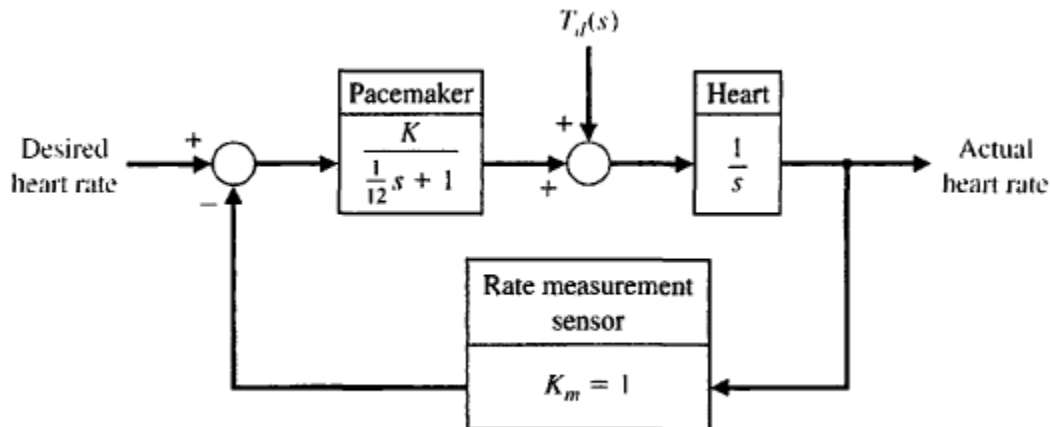 T_d(s)
Pacemaker
K
1/12 s + 1
Heart
1
s
Desired
heart rate
+
−
+
+
Actual
heart rate
Rate measurement
sensor
K_m = 1